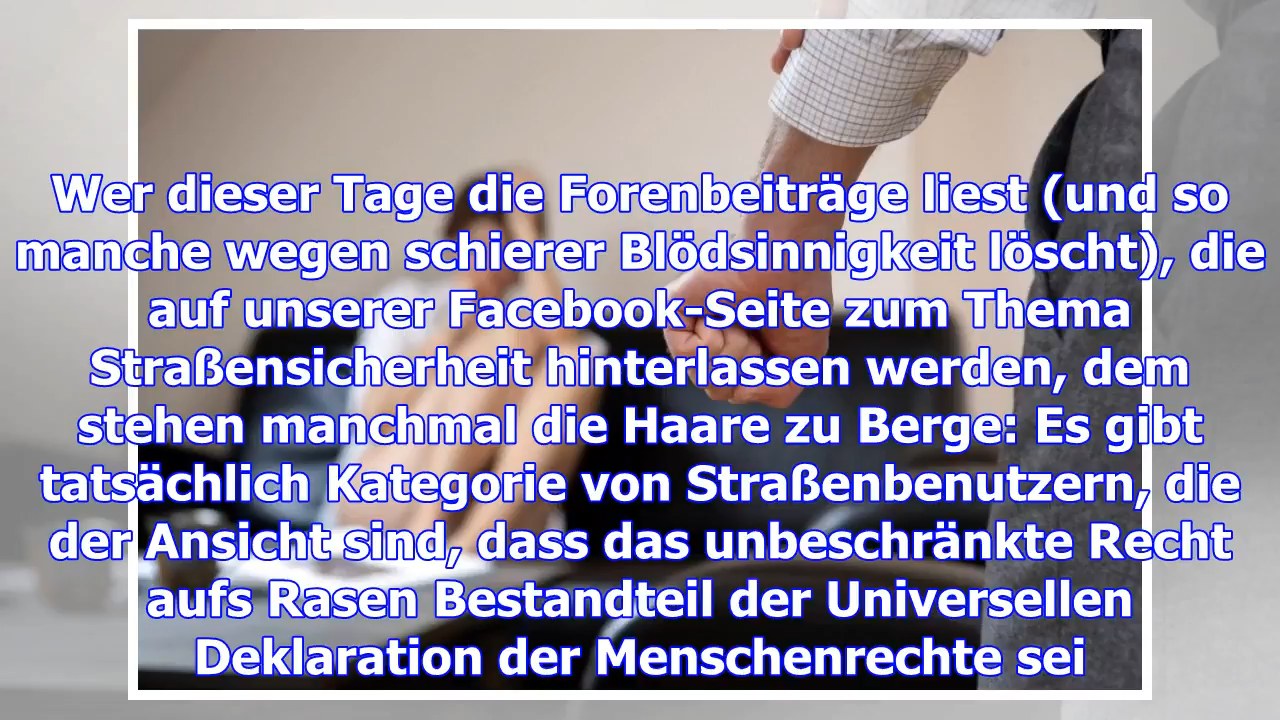 Wer dieser Tage die Forenbeiträge liest (und so
manche wegen schierer Blödsinnigkeit löscht), die
auf unserer Facebook-Seite zum Thema
Straßensicherheit hinterlassen werden, dem
stehen manchmal die Haare zu Berge: Es gibt
tatsächlich Kategorie von Straßenbenutzern, die
der Ansicht sind, dass das unbeschränkte Recht
aufs Rasen Bestandteil der Universellen
Deklaration der Menschenrechte sei